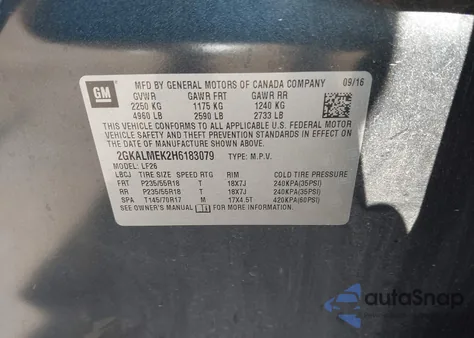 GM
MFD BY GENERAL MOTORS OF CANADA COMPANY 09/16
GVWR GAWR FRT GAWR RR
2250 KG 1175 KG 1240 KG
4960 LB 2590 LB 2733 LB
THIS VEHICLE CONFORMS TO ALL APPLICABLE U.S. FEDERAL
MOTOR VEHICLE SAFETY, BUMPER, AND
THEFT PREVENTION STANDARDS IN EFFECT ON
THE DATE OF MANUFACTURE SHOWN ABOVE.
2GKALMEK2H6183079 TYPE: M.P.V.
MODEL: LF26
LBCJ TIRE SIZE SPEED RTG RIM COLD TIRE PRESSURE
FRT P235/55R18 T 18X7J 240KPA(35PSI)
RR P235/55R18 T 18X7J 240KPA(35PSI)
SPA T145/70R17 M 17X4.5T 420KPA(60PSI)
SEE OWNER'S MANUAL FOR ADDITIONAL INFORMATION
autoSnap